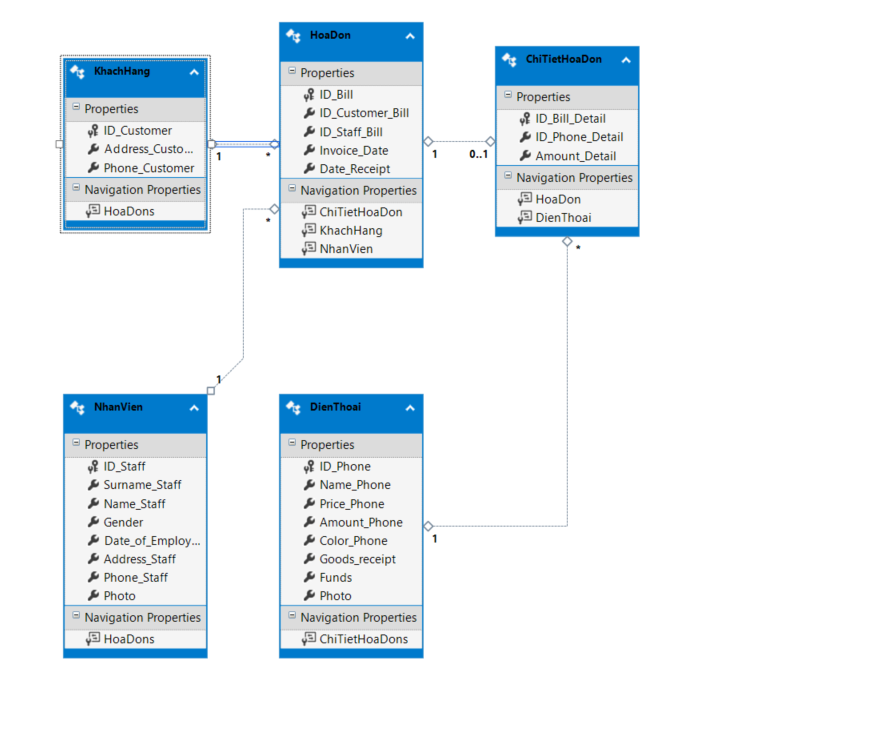 KhachHang
Properties
ID_Customer
Address_Custo...
Phone_Customer
Navigation Properties
HoaDons
1
*
HoaDon
Properties
ID_Bill
ID_Customer_Bill
ID_Staff_Bill
Invoice_Date
Date_Receipt
Navigation Properties
ChiTietHoaDon
KhachHang
NhanVien
*
1
0..1
ChiTietHoaDon
Properties
ID_Bill_Detail
ID_Phone_Detail
Amount_Detail
Navigation Properties
HoaDon
DienThoai
*
1
NhanVien
Properties
ID_Staff
Surname_Staff
Name_Staff
Gender
Date_of_Employ...
Address_Staff
Phone_Staff
Photo
Navigation Properties
HoaDons
DienThoai
Properties
ID_Phone
Name_Phone
Price_Phone
Amount_Phone
Color_Phone
Goods_receipt
Funds
Photo
Navigation Properties
ChiTietHoaDons
1